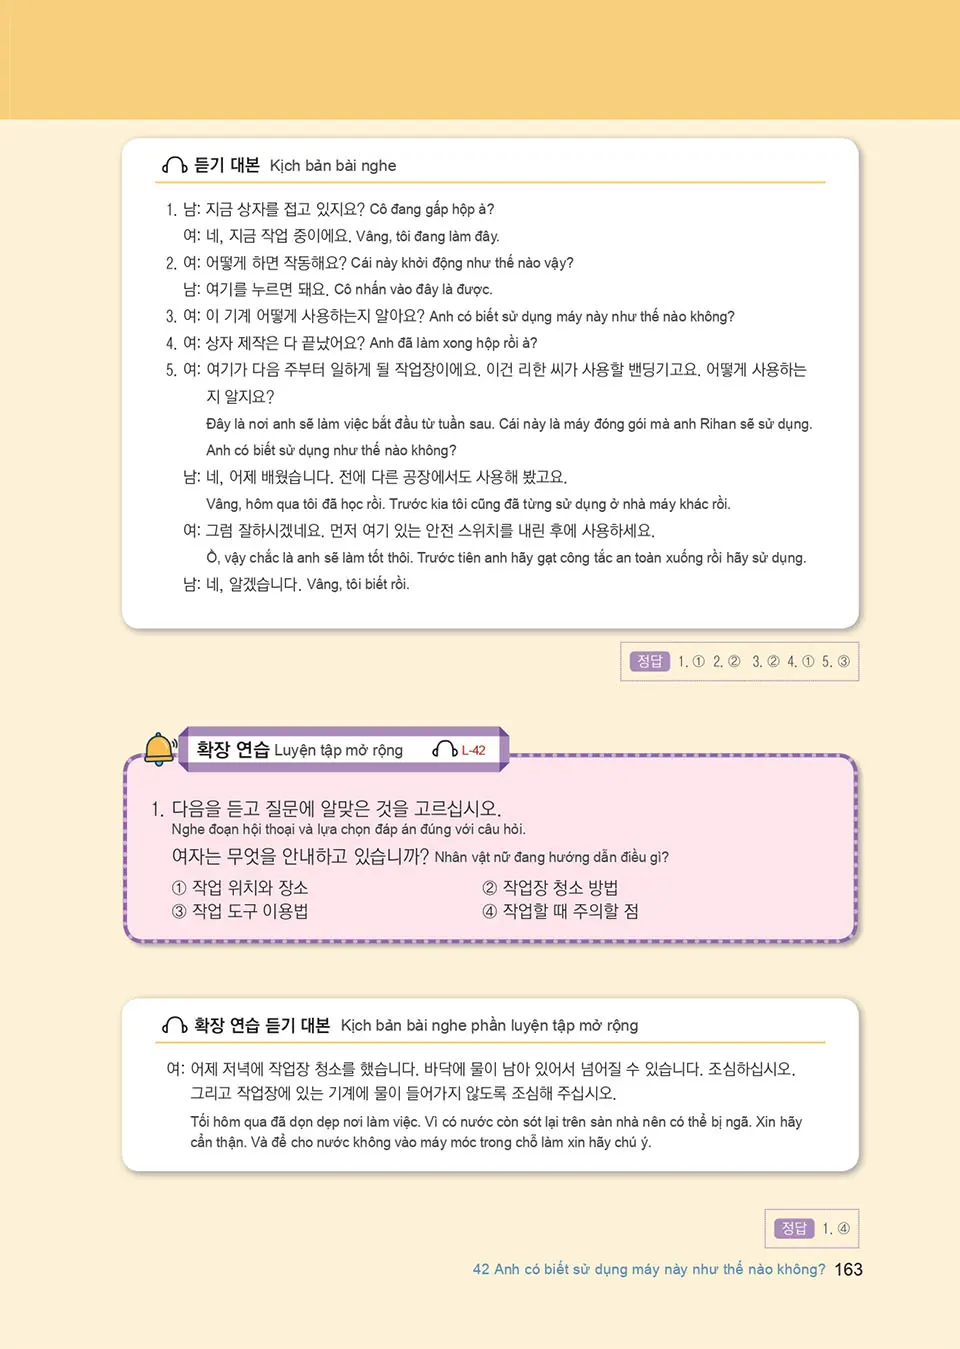 듣기 대본 Kịch bản bài nghe
1. 남: 지금 상자를 접고 있지요? Cô đang gấp hộp à?
여: 네, 지금 작업 중이에요. Vâng, tôi đang làm đây.
2. 여: 어떻게 하면 작동해요? Cái này khởi động như thế nào vậy?
남: 여기를 누르면 돼요. Cô nhấn vào đây là được.
3. 여: 이 기계 어떻게 사용하는지 알아요? Anh có biết sử dụng máy này như thế nào không?
4. 여: 상자 제작은 다 끝났어요? Anh đã làm xong hộp rồi à?
5. 여: 여기가 다음 주부터 일하게 될 작업장이에요. 이건 리한 씨가 사용할 밴딩기고요. 어떻게 사용하는
지 알지요?
Đây là nơi anh sẽ làm việc bắt đầu từ tuần sau. Cái này là máy đóng gói mà anh Rihan sẽ sử dụng.
Anh có biết sử dụng như thế nào không?
남: 네, 어제 배웠습니다. 전에 다른 공장에서도 사용해 봤고요.
Vâng, hôm qua tôi đã học rồi. Trước kia tôi cũng đã từng sử dụng ở nhà máy khác rồi.
여: 그럼 잘하시겠네요. 먼저 여기 있는 안전 스위치를 내린 후에 사용하세요.
Ồ, vậy chắc là anh sẽ làm tốt thôi. Trước tiên anh hãy gạt công tắc an toàn xuống rồi hãy sử dụng.
남: 네, 알겠습니다. Vâng, tôi biết rồi.
정답 1. ① 2. ② 3. ② 4. ① 5. ③
확장 연습 Luyện tập mở rộng L-42
1. 다음을 듣고 질문에 알맞은 것을 고르십시오.
Nghe đoạn hội thoại và lựa chọn đáp án đúng với câu hỏi.
여자는 무엇을 안내하고 있습니까? Nhân vật nữ đang hướng dẫn điều gì?
① 작업 위치와 장소 ② 작업장 청소 방법
③ 작업 도구 이용법 ④ 작업할 때 주의할 점
확장 연습 듣기 대본 Kịch bản bài nghe phần luyện tập mở rộng
여: 어제 저녁에 작업장 청소를 했습니다. 바닥에 물이 남아 있어서 넘어질 수 있습니다. 조심하십시오.
그리고 작업장에 있는 기계에 물이 들어가지 않도록 조심해 주십시오.
Tối hôm qua đã dọn dẹp nơi làm việc. Vì có nước còn sót lại trên sàn nhà nên có thể bị ngã. Xin hãy
cẩn thận. Và để cho nước không vào máy móc trong chỗ làm xin hãy chú ý.
정답 1. ④
42 Anh có biết sử dụng máy này như thế nào không? 163